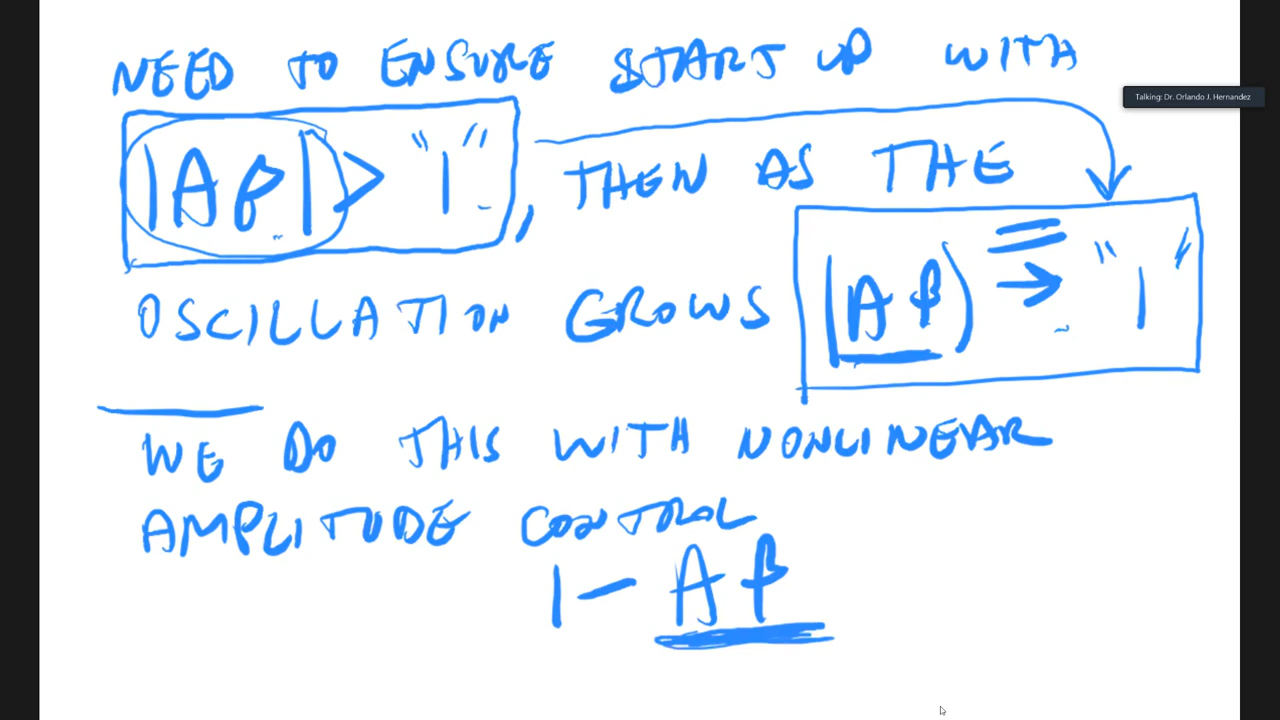 NEED TO ENSURE START UP WITH
Talking: Dr. Orlando J. Hernandez
|Aβ| > "1", THEN AS THE
OSCILLATION GROWS |Aβ| ⇒ "1"
WE DO THIS WITH NONLINEAR
AMPLITUDE CONTROL
1 - Aβ